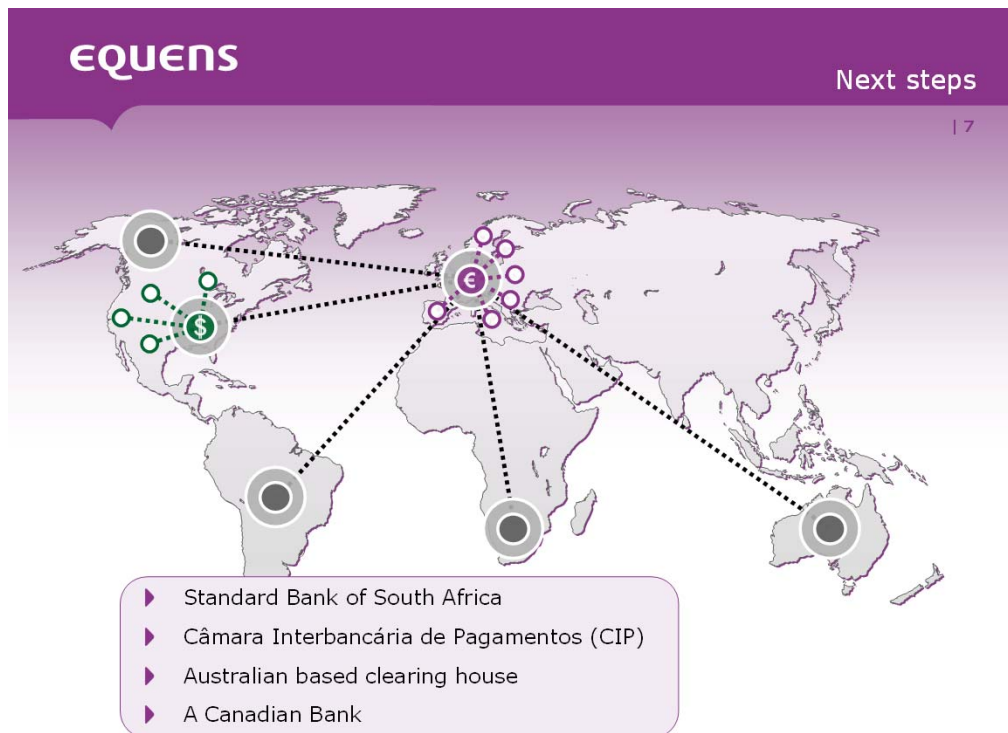 EQUENS
Next steps
| 7
$
€
Standard Bank of South Africa
Câmara Interbancária de Pagamentos (CIP)
Australian based clearing house
A Canadian Bank